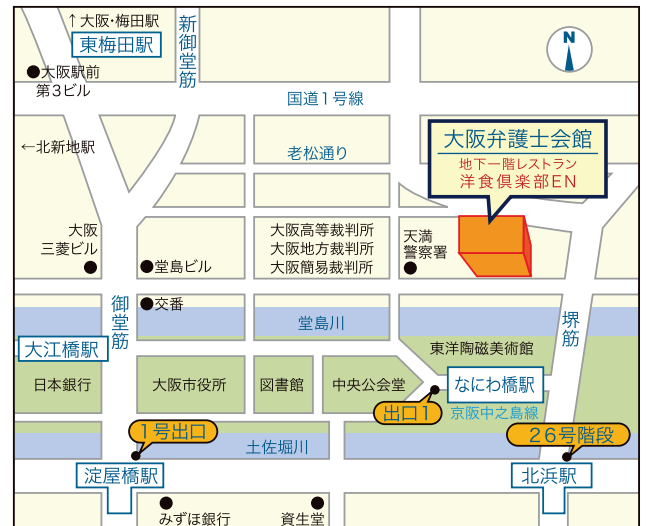 ↑大阪・梅田駅
東梅田駅
新御堂筋
N
●大阪駅前
第3ビル
国道1号線
←北新地駅
老松通り
大阪弁護士会館
地下一階レストラン
洋食倶楽部EN
大阪
三菱ビル
堂島ビル
大阪高等裁判所
大阪地方裁判所
大阪簡易裁判所
天満
警察署
御堂筋
交番
堂島川
堺筋
大江橋駅
東洋陶磁美術館
日本銀行
大阪市役所
図書館
中央公会堂
なにわ橋駅
出口1
京阪中之島線
1号出口
26号階段
土佐堀川
淀屋橋駅
北浜駅
みずほ銀行
資生堂